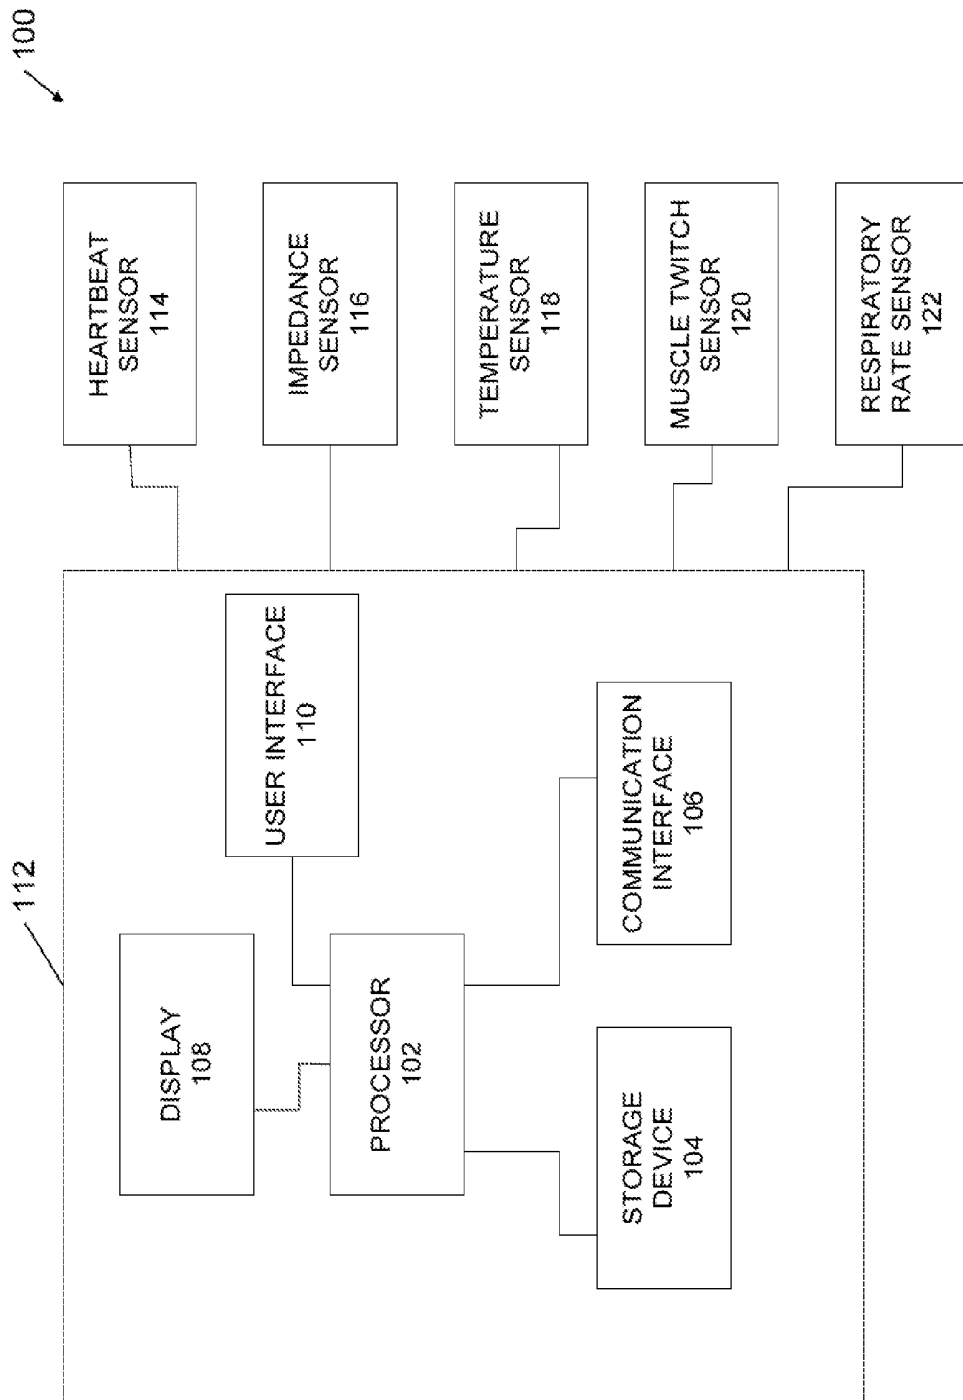 100
112
HEARTBEAT
SENSOR
114
IMPEDANCE
SENSOR
116
TEMPERATURE
SENSOR
118
MUSCLE TWITCH
SENSOR
120
RESPIRATORY
RATE SENSOR
122
DISPLAY
108
USER INTERFACE
110
PROCESSOR
102
STORAGE
DEVICE
104
COMMUNICATION
INTERFACE
106